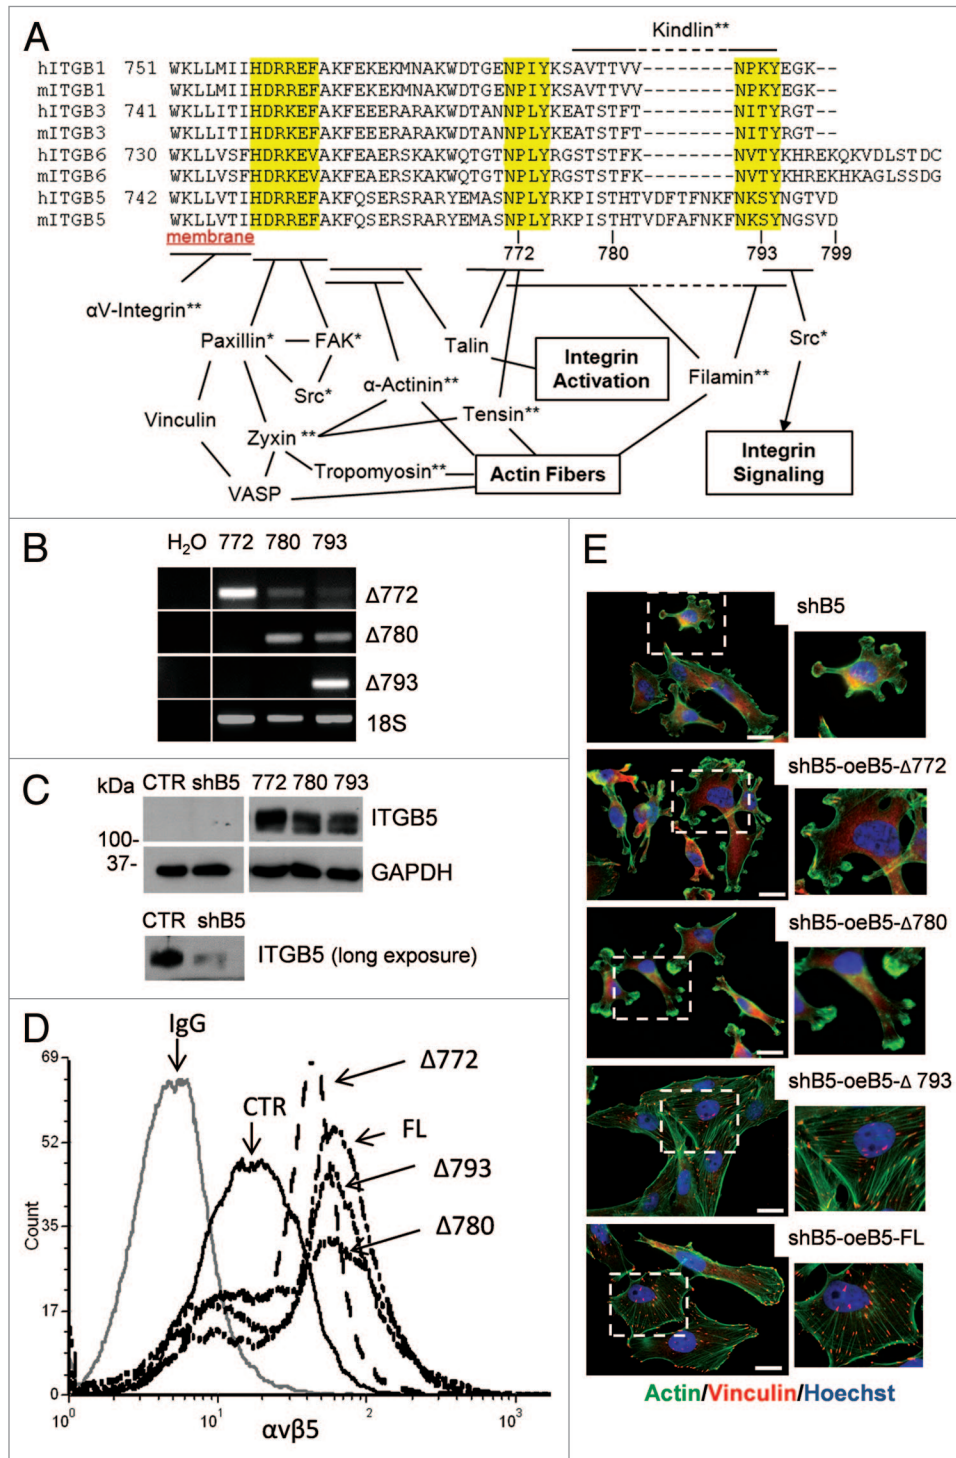 A
Kindlin**
hITGB1 751 WKLLMIIHDRREFAKFEKEKMNAKWDTGENPIYKSAVTTVV--------NPKYEGK--
mITGB1 WKLLMIIHDRREFAKFEKEKMNAKWDTGENPIYKSAVTTVV--------NPKYEGK--
hITGB3 741 WKLLITIHDRKEFAKFEEERARAKWDTANNPLYKEATSTFT--------NITYRGT--
mITGB3 WKLLITIHDRKEFAKFEEERARAKWDTANNPLYKEATSTFT--------NITYRGT--
hITGB6 730 WKLLVSFHDRKEVAKFEAERSKAKWQTGTNPLYRGSTSTFK--------NVTYKHREKQKVDLSTDC
mITGB6 WKLLVSFHDRKEVAKFEAERSKAKWQTGTNPLYRGSTSTFK--------NVTYKHREKHKAGLSSDG
hITGB5 742 WKLLVTIHDRREFAKFQSERSRARYEMASNPLYRKPISTHTVDFTFNKFNKSYNGTVD
mITGB5 WKLLVTIHDRREFAKFQSERSRARYEMASNPLYRKPISTHTVDFAFNKFNKSYNGSVD
membrane
772 780 793 799
αV-Integrin**
Paxillin* FAK* Talin Src*
Integrin
Activation
Src* α-Actinin** Filamin**
Vinculin Tensin**
Zyxin ** Integrin
Signaling
Tropomyosin** Actin Fibers
VASP
B
H2O 772 780 793
Δ772
Δ780
Δ793
18S
C
kDa CTR shB5 772 780 793
ITGB5
100-
37-
GAPDH
CTR shB5
ITGB5 (long exposure)
D
IgG
69
Δ772
CTR
FL
52
Δ793
Δ780
35
Count
17
0
10⁰ 10¹ 10² 10³
αvβ5
E
shB5
shB5-oeB5-Δ772
shB5-oeB5-Δ780
shB5-oeB5-Δ 793
shB5-oeB5-FL
Actin/Vinculin/Hoechst